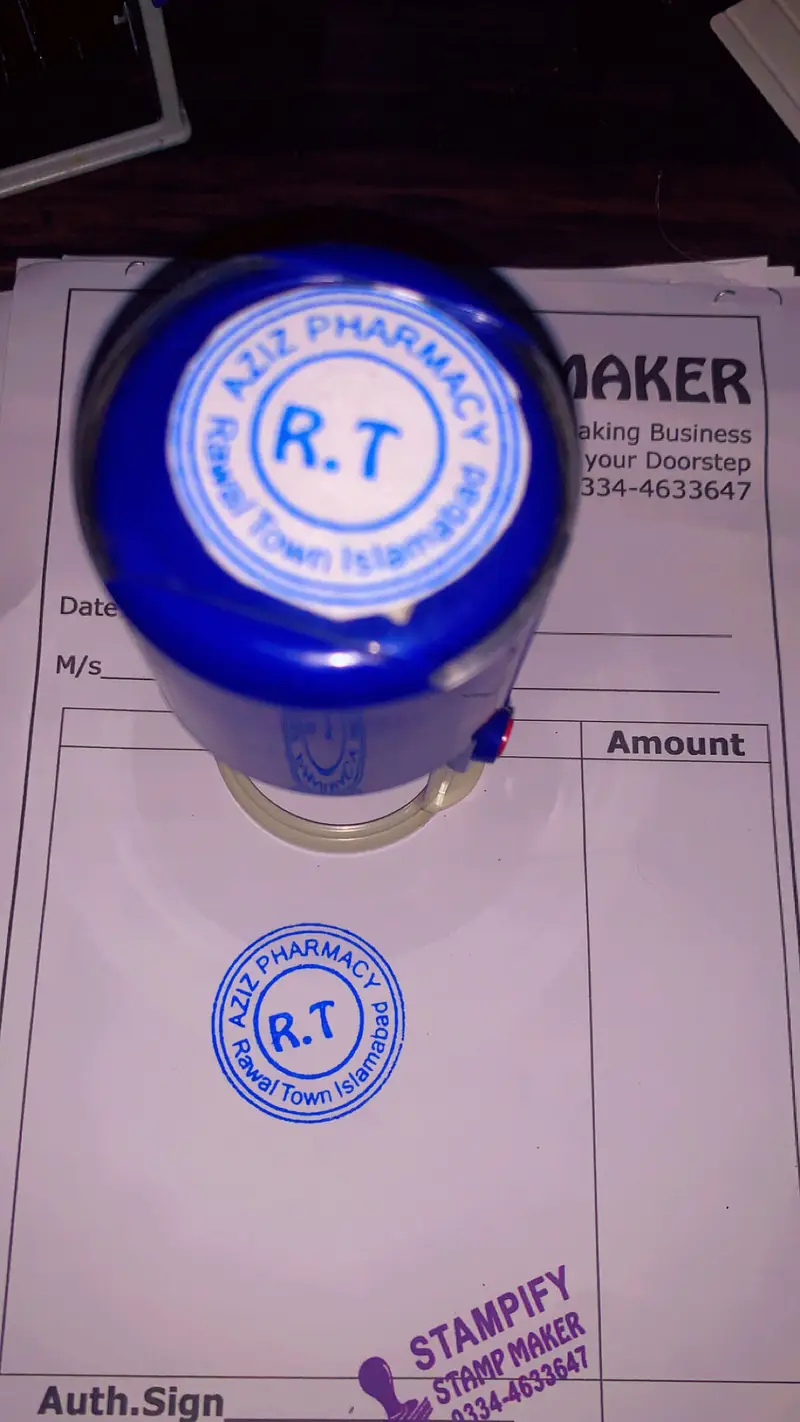 AZIZ PHARMACY
R.T
Rawal Town Islamabad
MAKER
aking Business
your Doorstep
334-4633647
Date
M/s
Amount
AZIZ PHARMACY
R.T
Rawal Town Islamabad
STAMPIFY
STAMP MAKER
0334-4633647
Auth.Sign